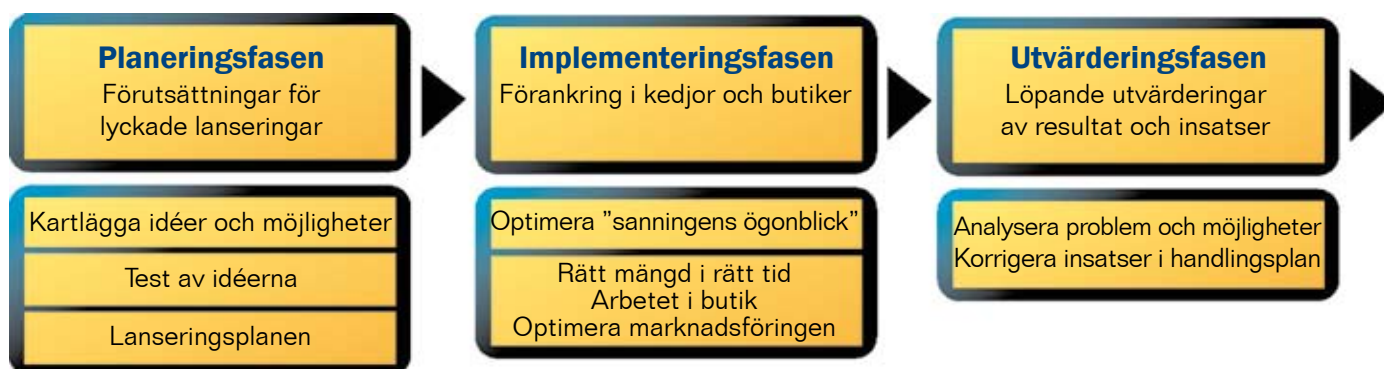 Planeringsfasen
Förutsättningar för
lyckade lanseringar
Kartlägga idéer och möjligheter
Test av idéerna
Lanseringsplanen
Implementeringsfasen
Förankring i kedjor och butiker
Optimera ”sanningens ögonblick”
Rätt mängd i rätt tid
Arbetet i butik
Optimera marknadsföringen
Utvärderingsfasen
Löpande utvärderingar
av resultat och insatser
Analysera problem och möjligheter
Korrigera insatser i handlingsplan